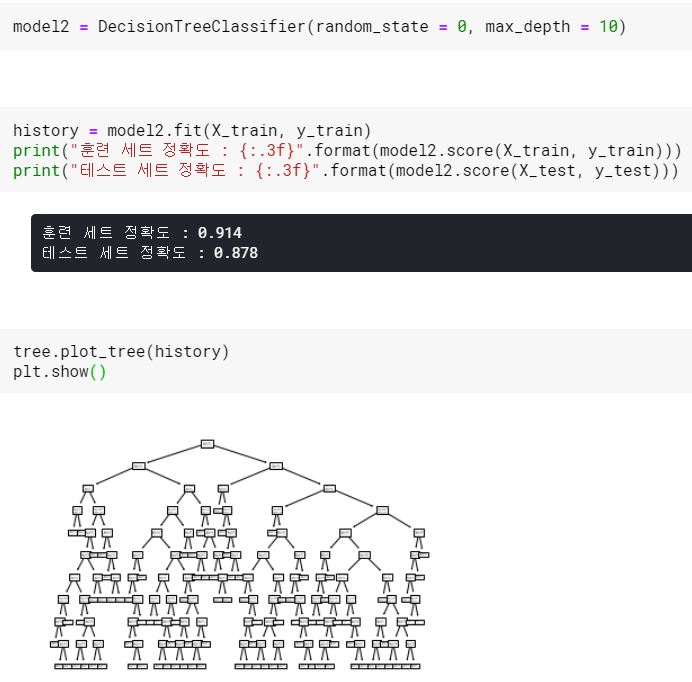 model2 = DecisionTreeClassifier(random_state = 0, max_depth = 10)
history = model2.fit(X_train, y_train)
print("훈련 세트 정확도 : {:.3f}".format(model2.score(X_train, y_train)))
print("테스트 세트 정확도 : {:.3f}".format(model2.score(X_test, y_test)))
훈련 세트 정확도 : 0.914
테스트 세트 정확도 : 0.878
tree.plot_tree(history)
plt.show()